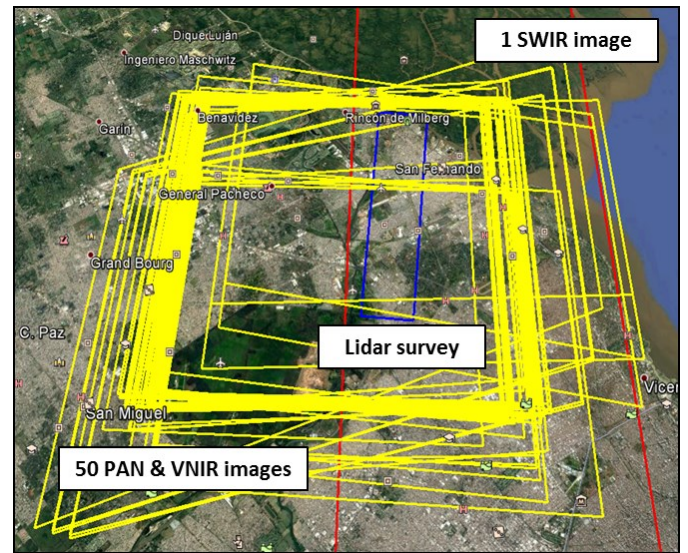 1 SWIR image
Dique Luján
Ingeniero Maschwitz
Benavidez
Rincon de Milberg
Garin
San Fernando
General Pacheco
Grand Bourg
C. Paz
Lidar survey
Vicen
San Miguel
50 PAN & VNIR images